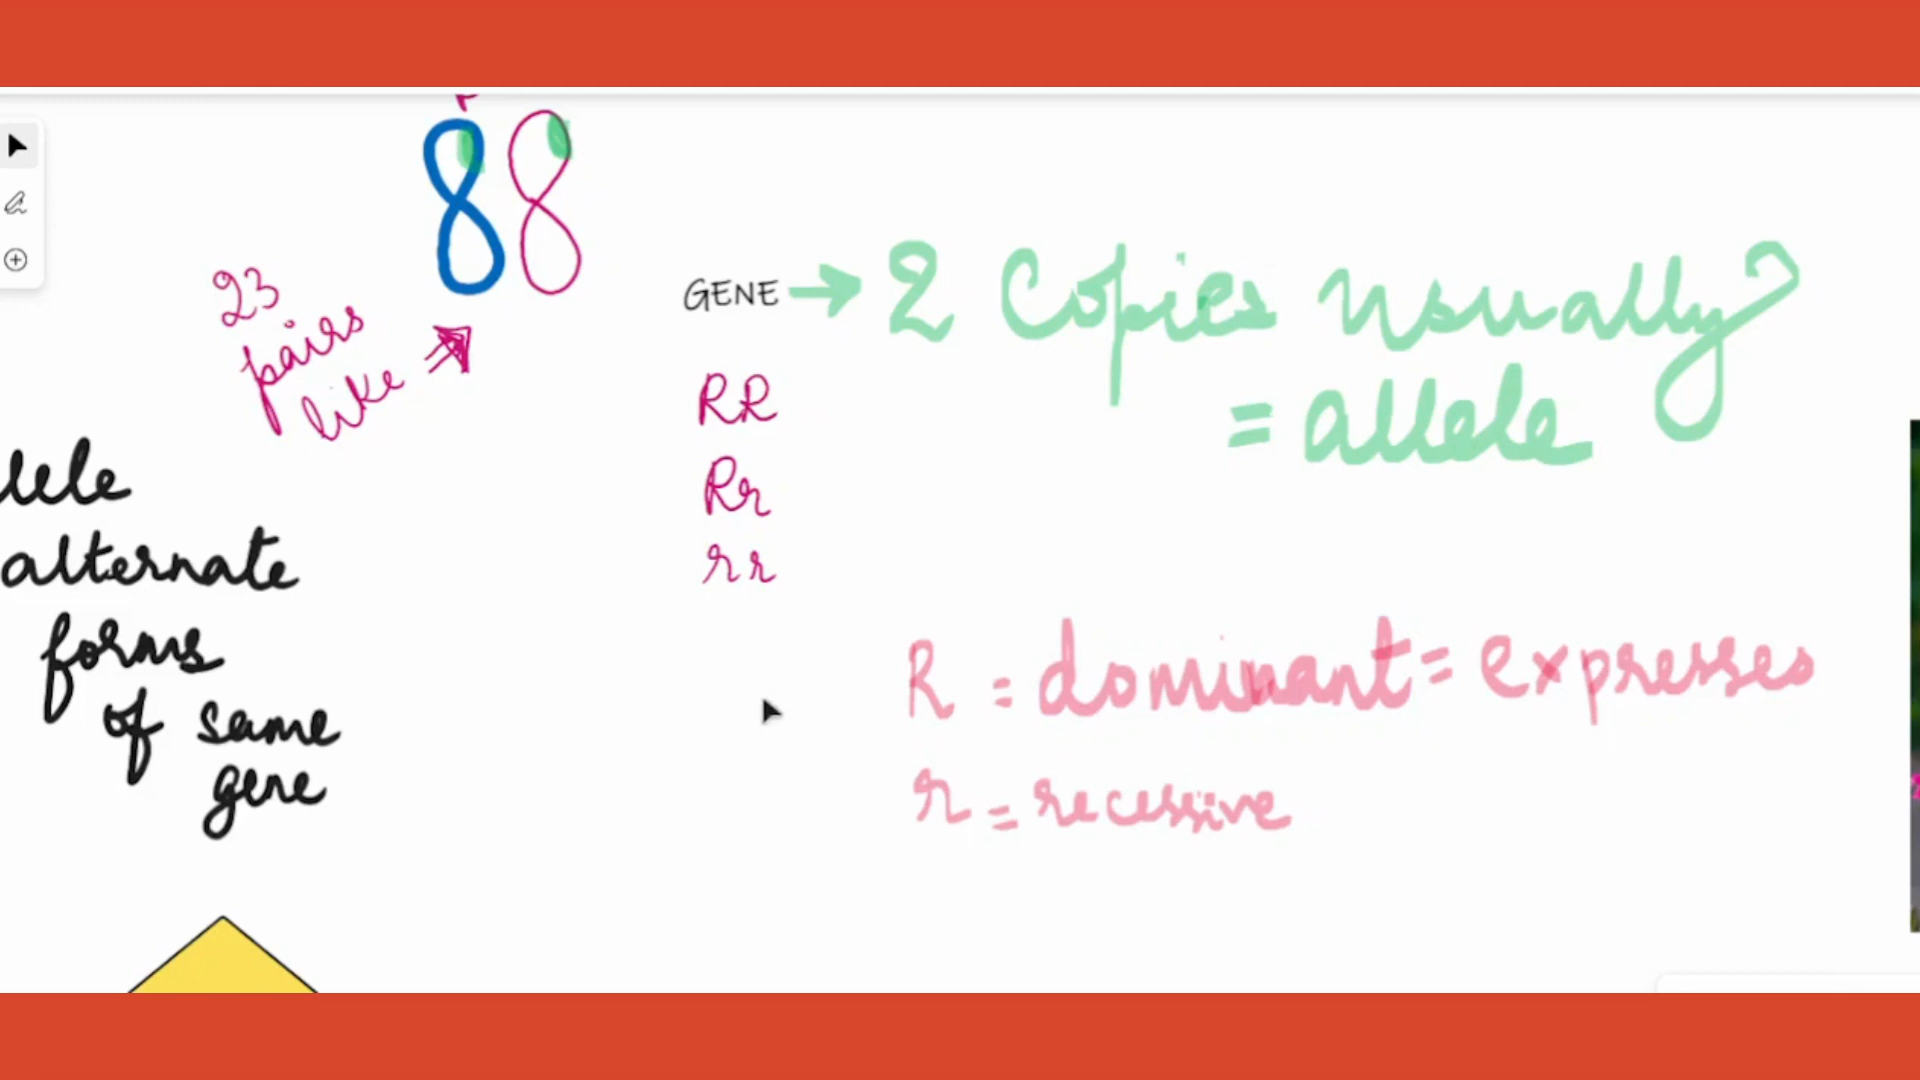 23
pairs
like
GENE → 2 Copies usually
= allele
RR
Rr
rr
alternate
forms
of same
gene
R = dominant = expresses
r = recessive